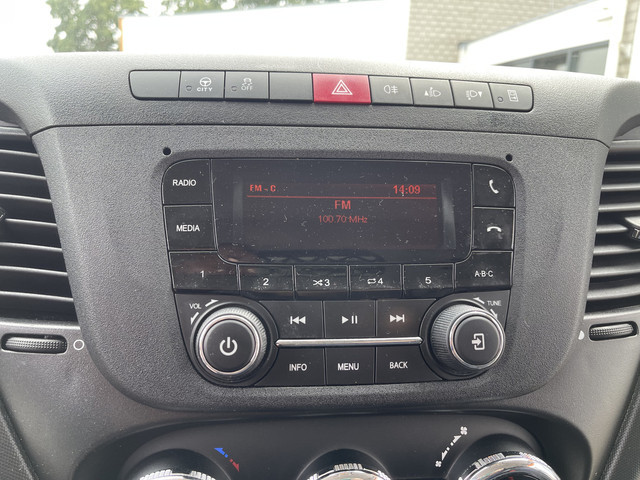 CITY OFF
RADIO
FM - C 14:09
FM
100.70 MHz
MEDIA
1 2 3 4 5 A·B·C
VOL TUNE
INFO MENU BACK